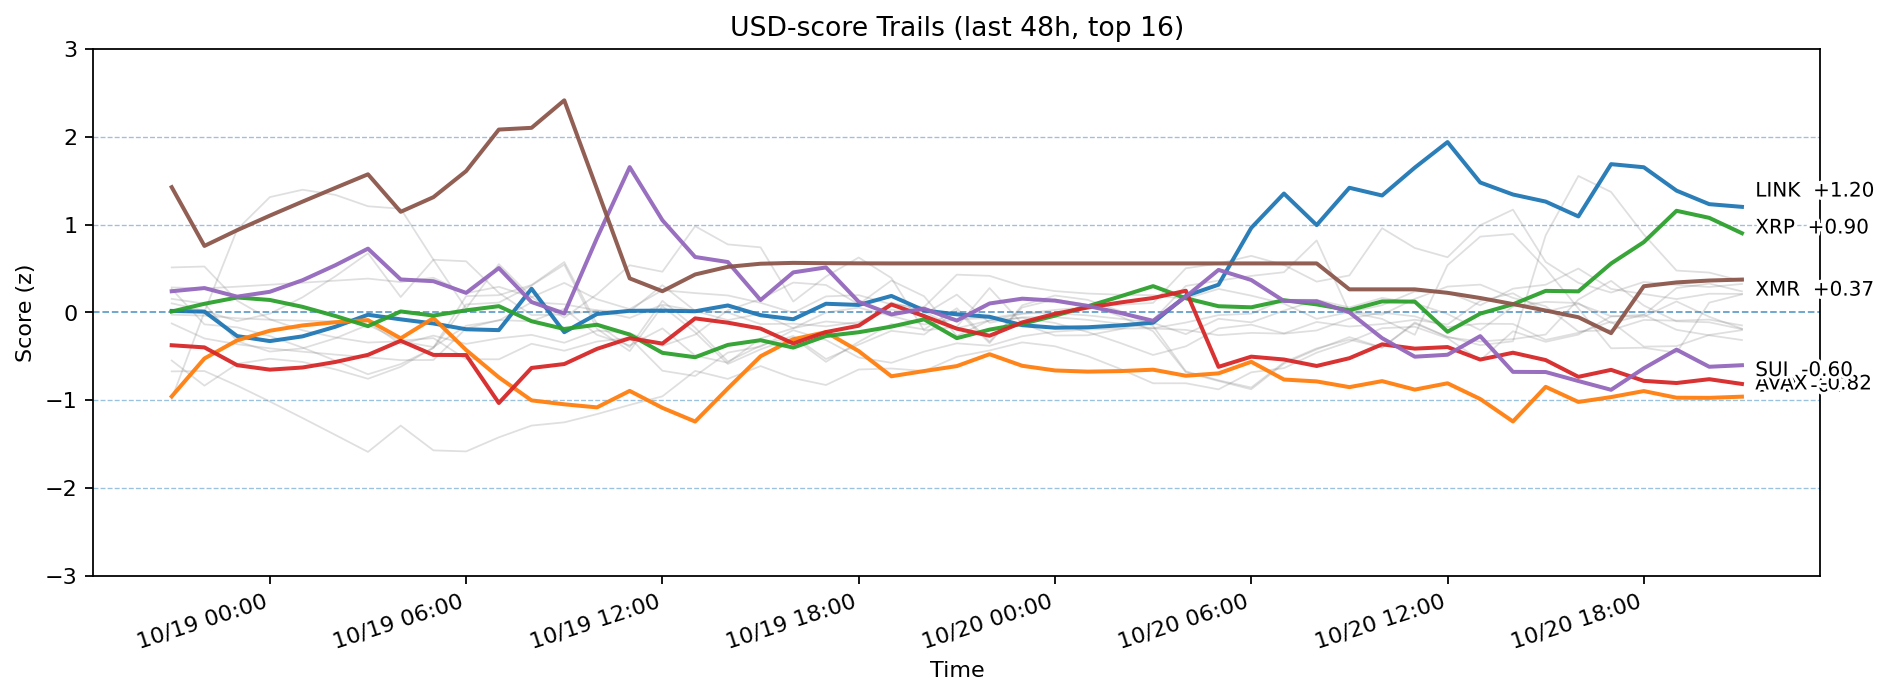 USD-score Trails (last 48h, top 16)
Score (z)
3
2
1
0
−1
−2
−3
LINK +1.20
XRP +0.90
XMR +0.37
SUI -0.60
AVAX -0.82
10/19 00:00
10/19 06:00
10/19 12:00
10/19 18:00
10/20 00:00
10/20 06:00
10/20 12:00
10/20 18:00
Time